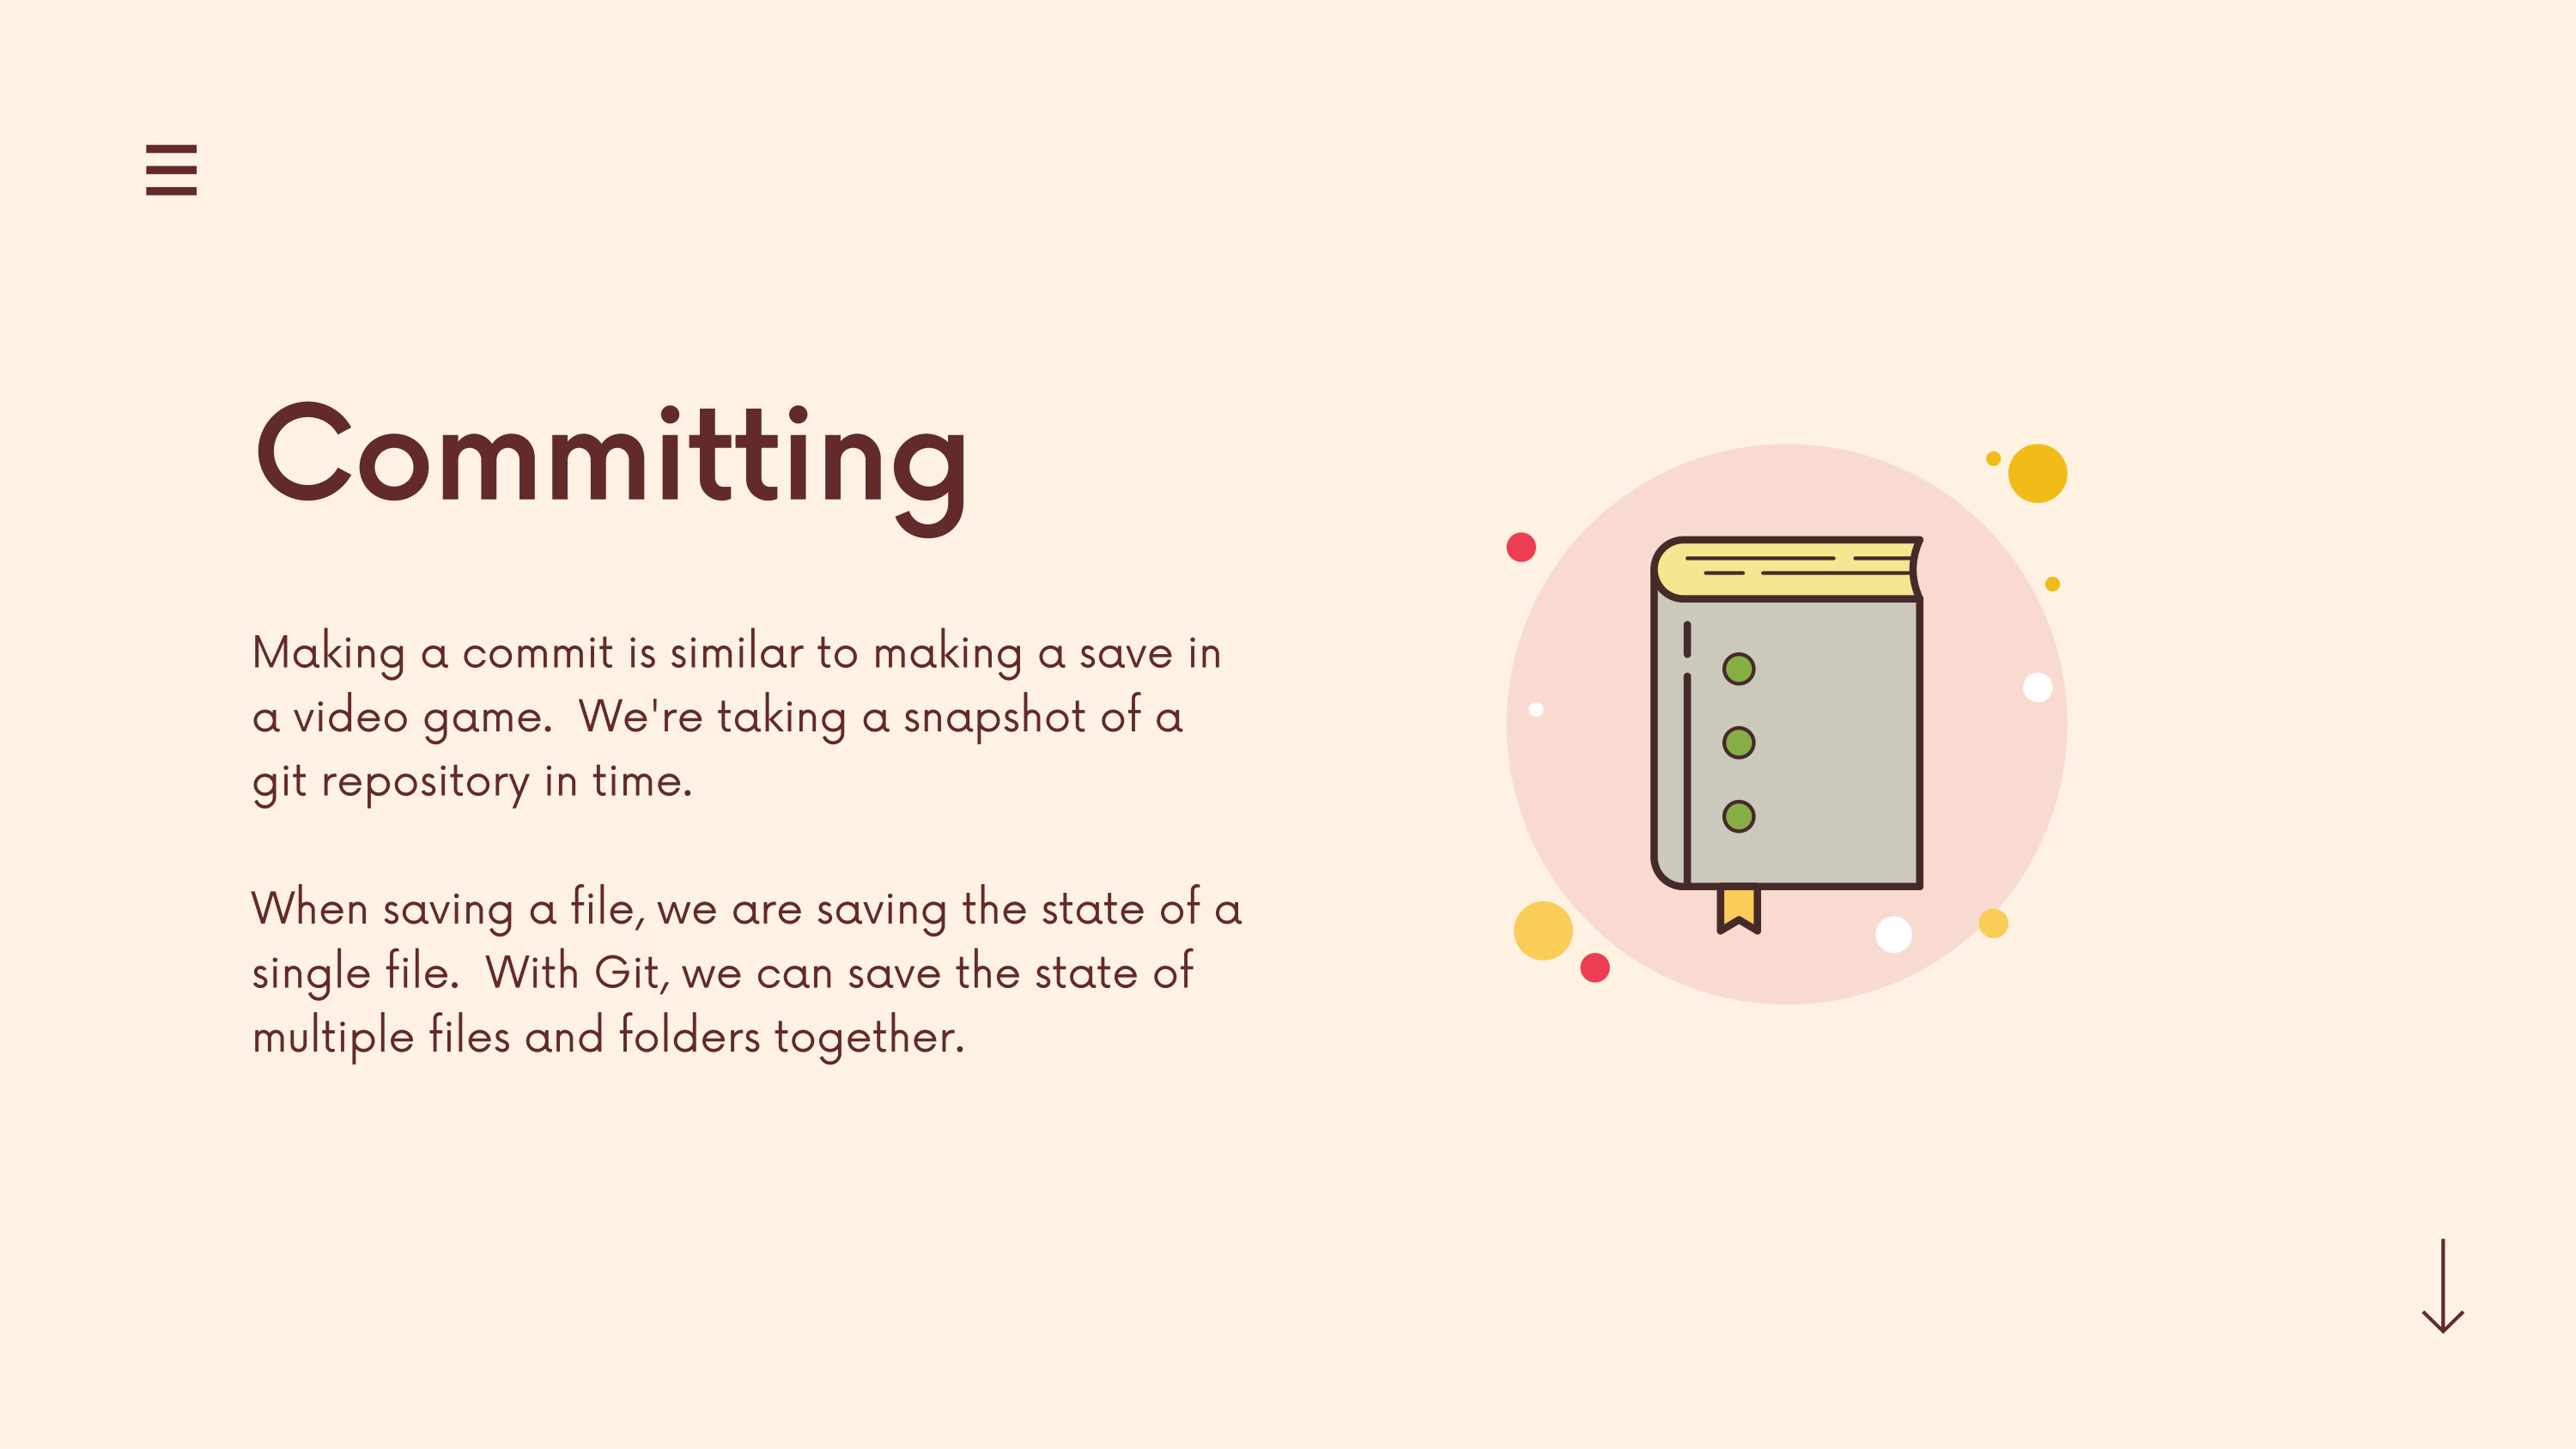 Committing
Making a commit is similar to making a save in
a video game.  We're taking a snapshot of a
git repository in time.
When saving a file, we are saving the state of a
single file.  With Git, we can save the state of
multiple files and folders together.